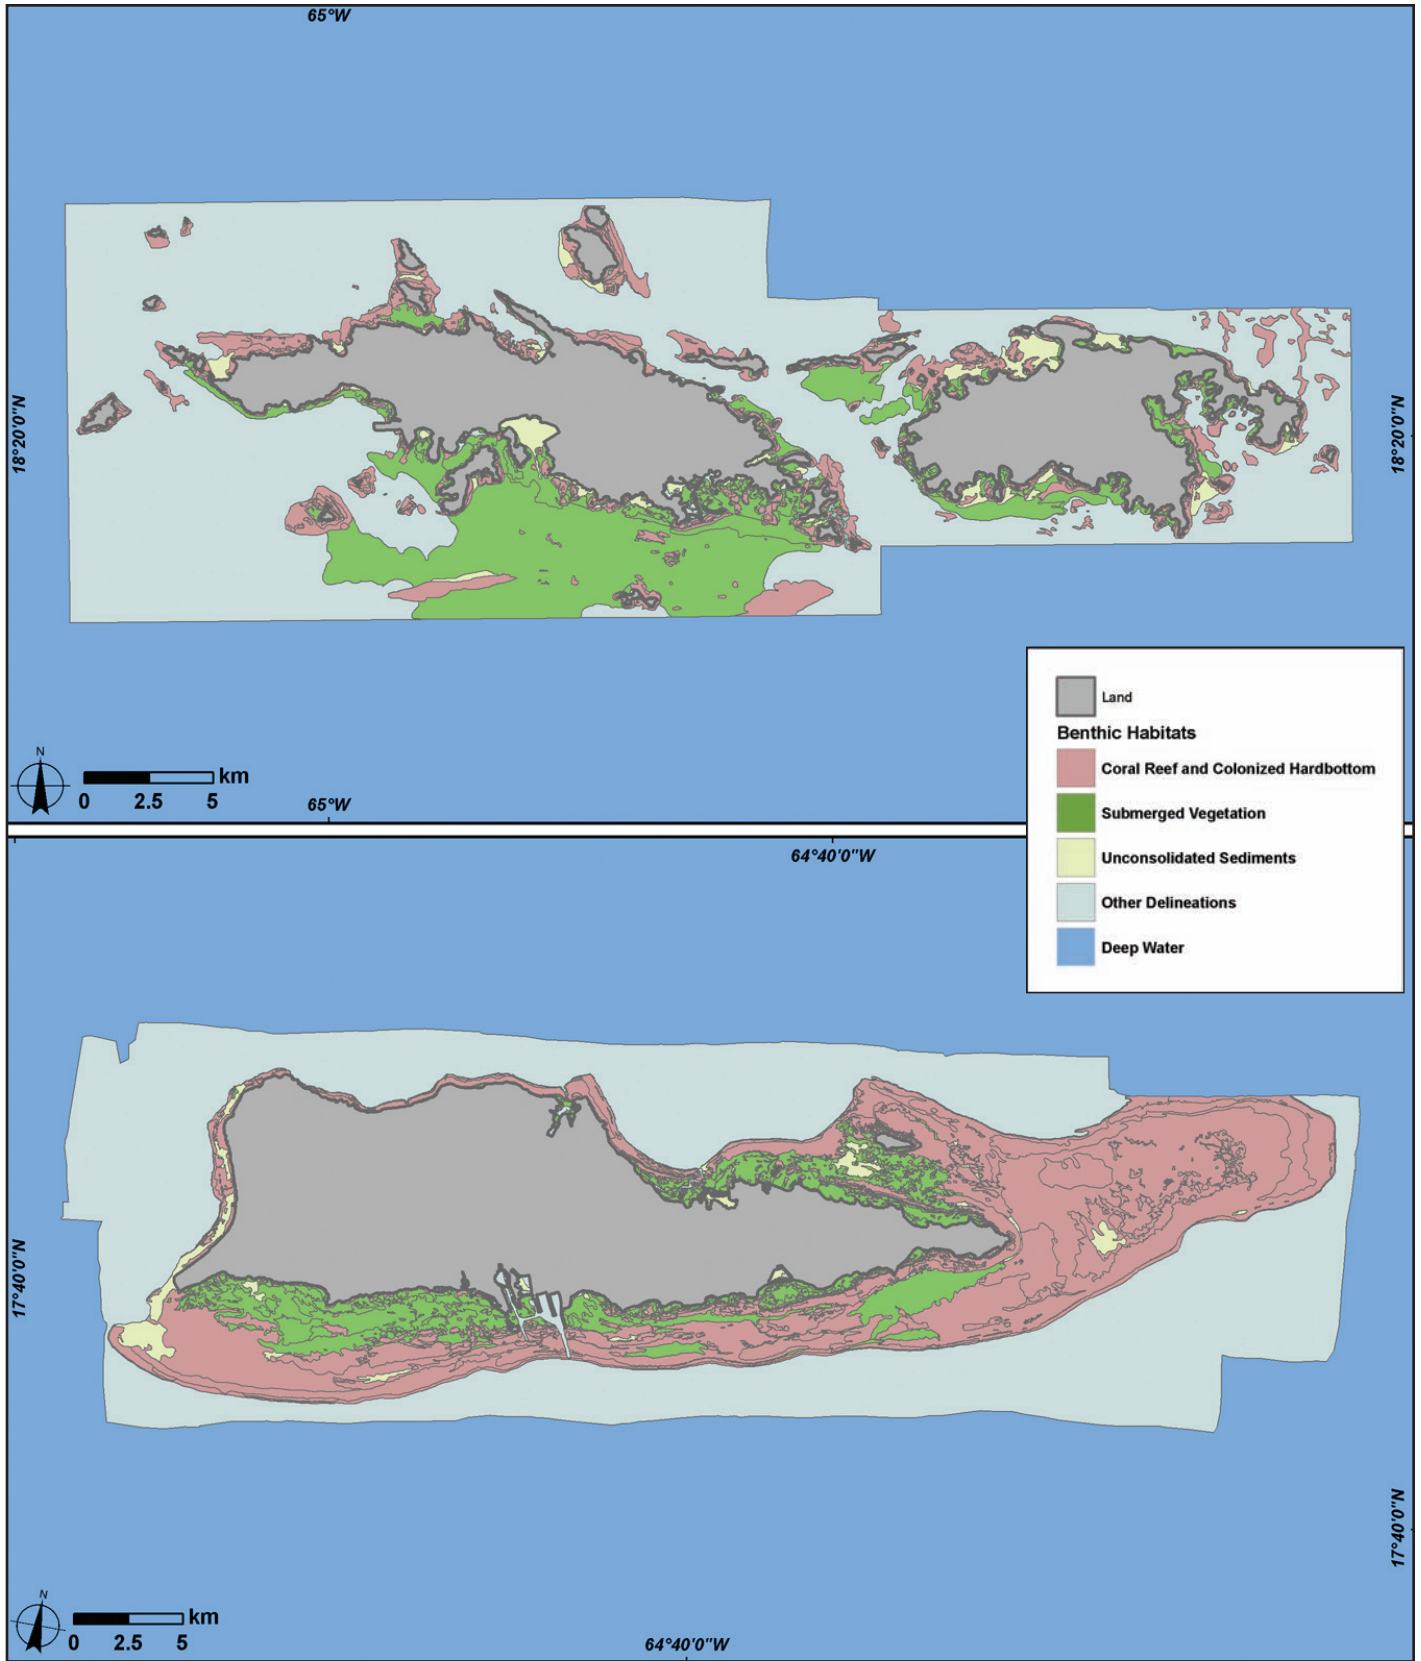 65°W
18°20'0"N
18°20'0"N
Land
Benthic Habitats
Coral Reef and Colonized Hardbottom
Submerged Vegetation
Unconsolidated Sediments
Other Delineations
Deep Water
N
km
0 2.5 5
65°W
64°40'0"W
17°40'0"N
17°40'0"N
N
km
0 2.5 5
64°40'0"W